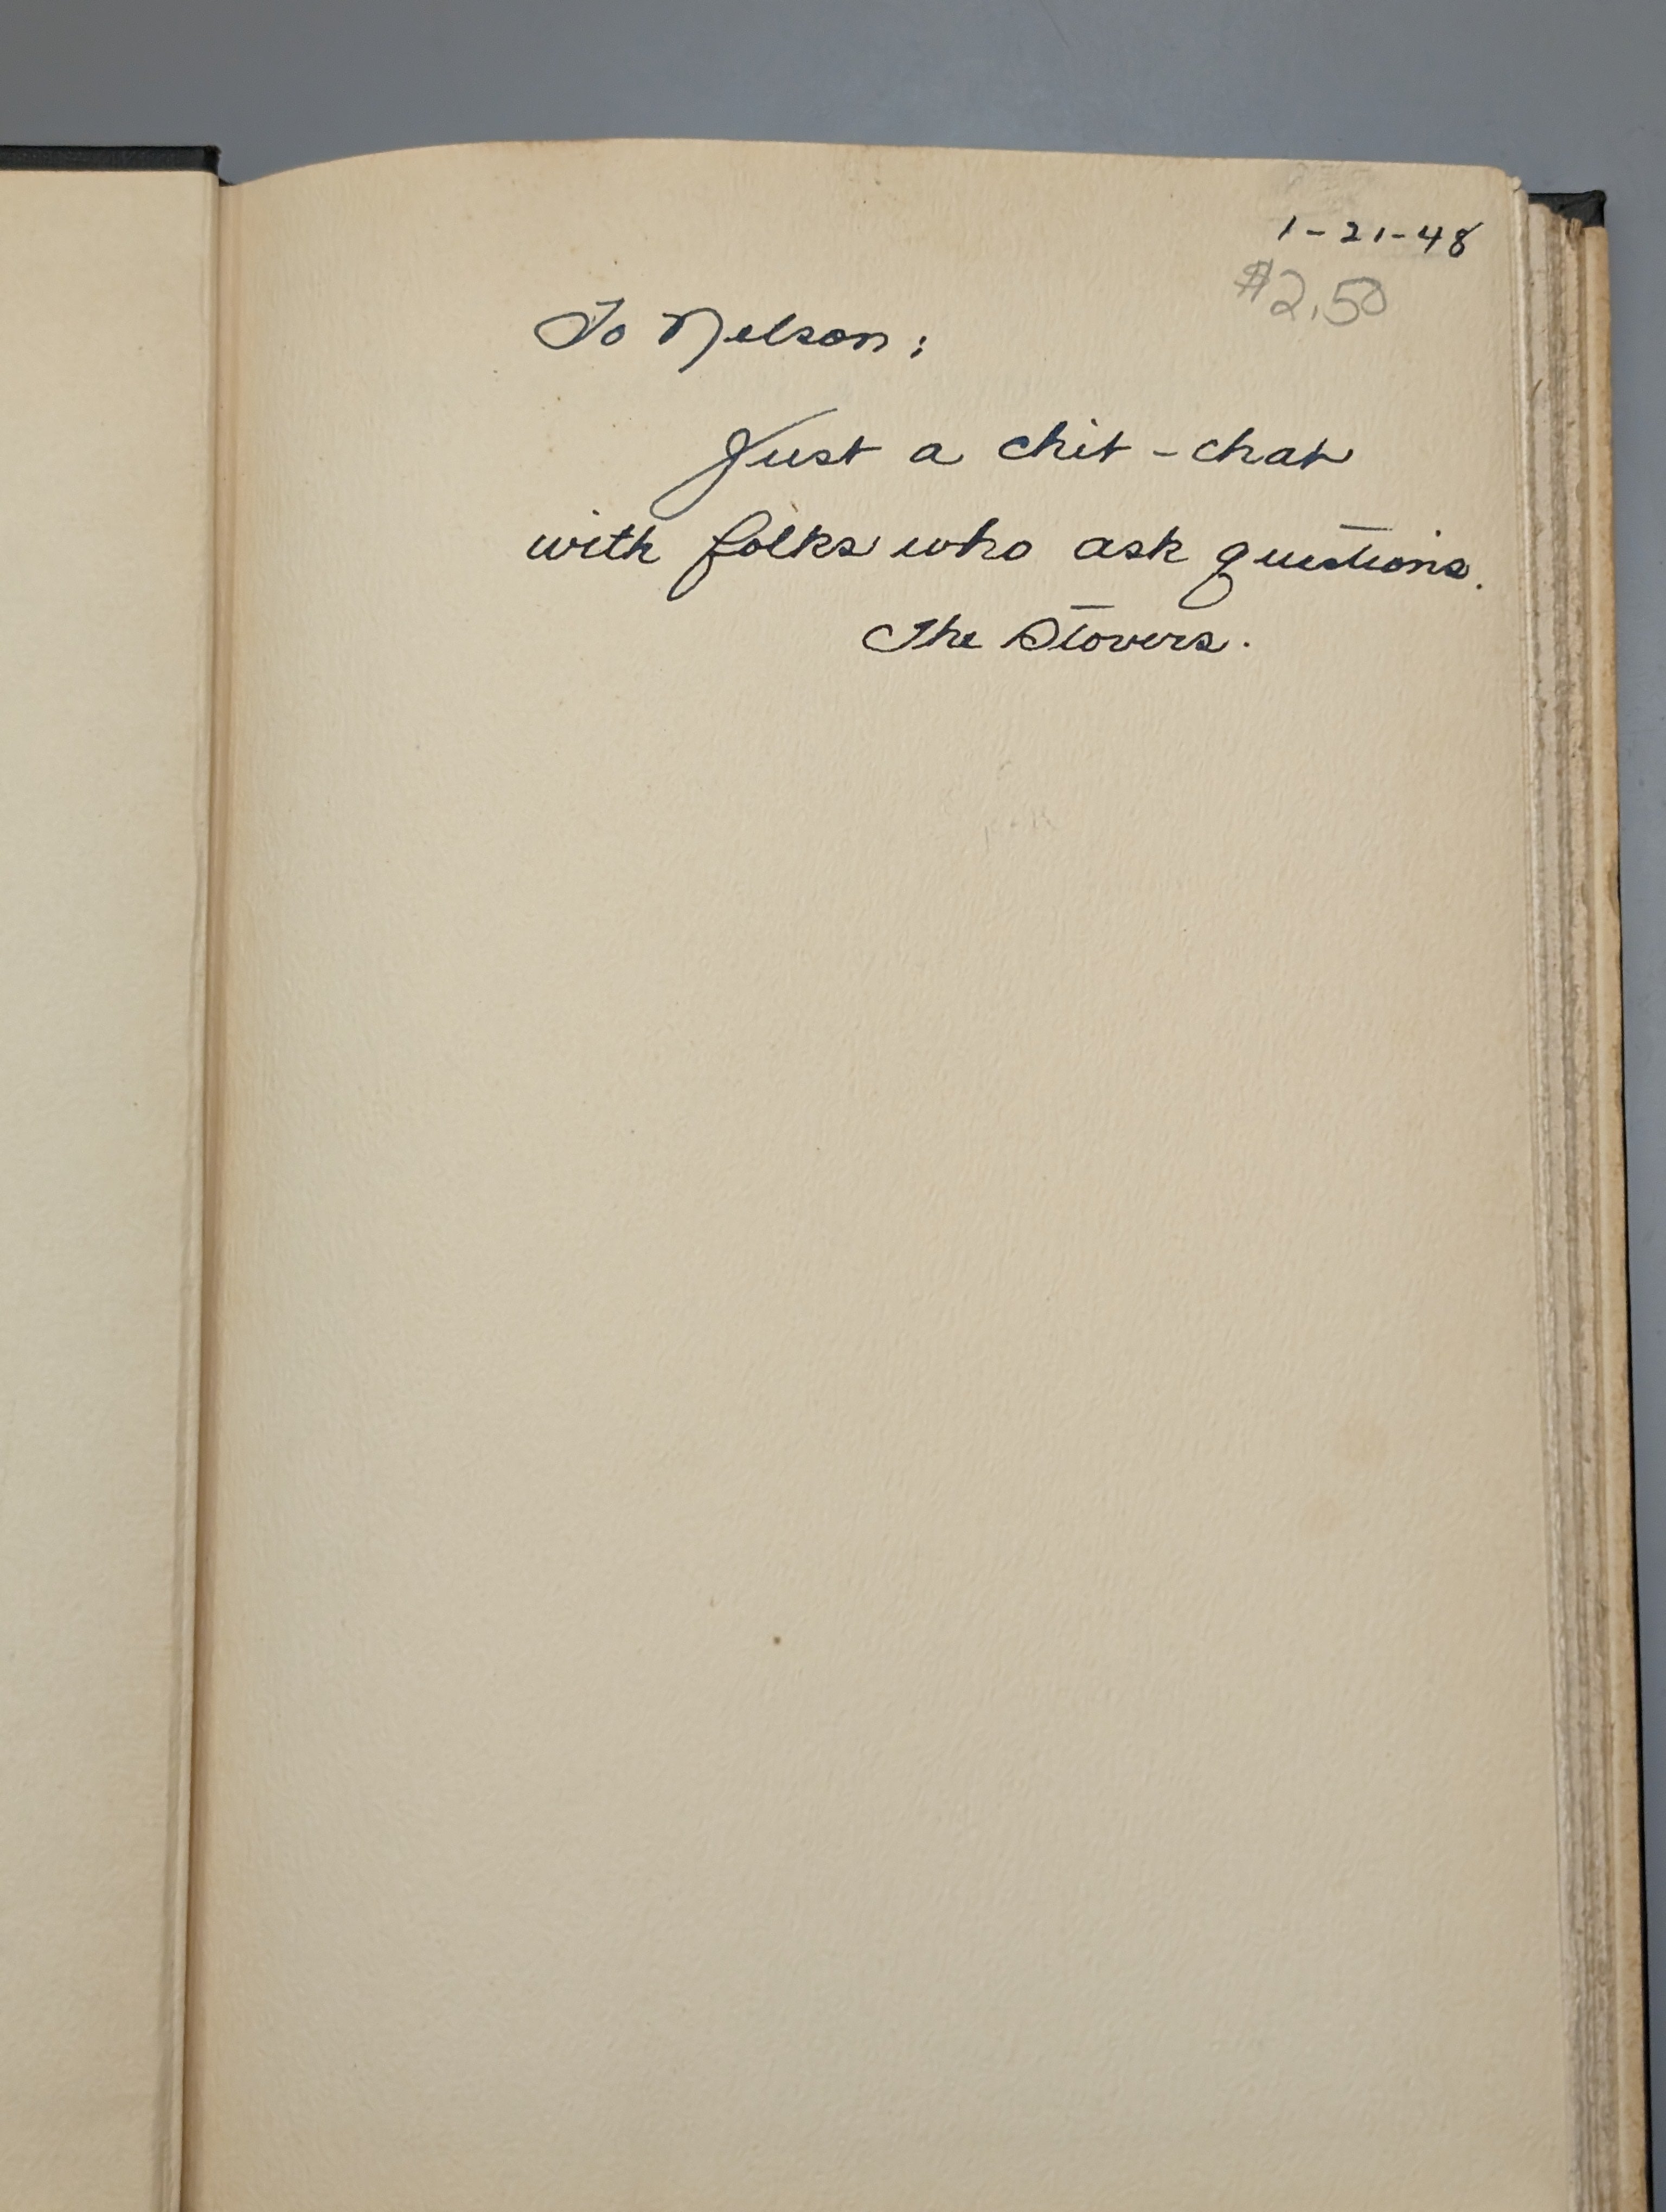 1-21-48
$2.50
To Nelson:
Just a chit-chat
with folks who ask questions.
The Stovers.